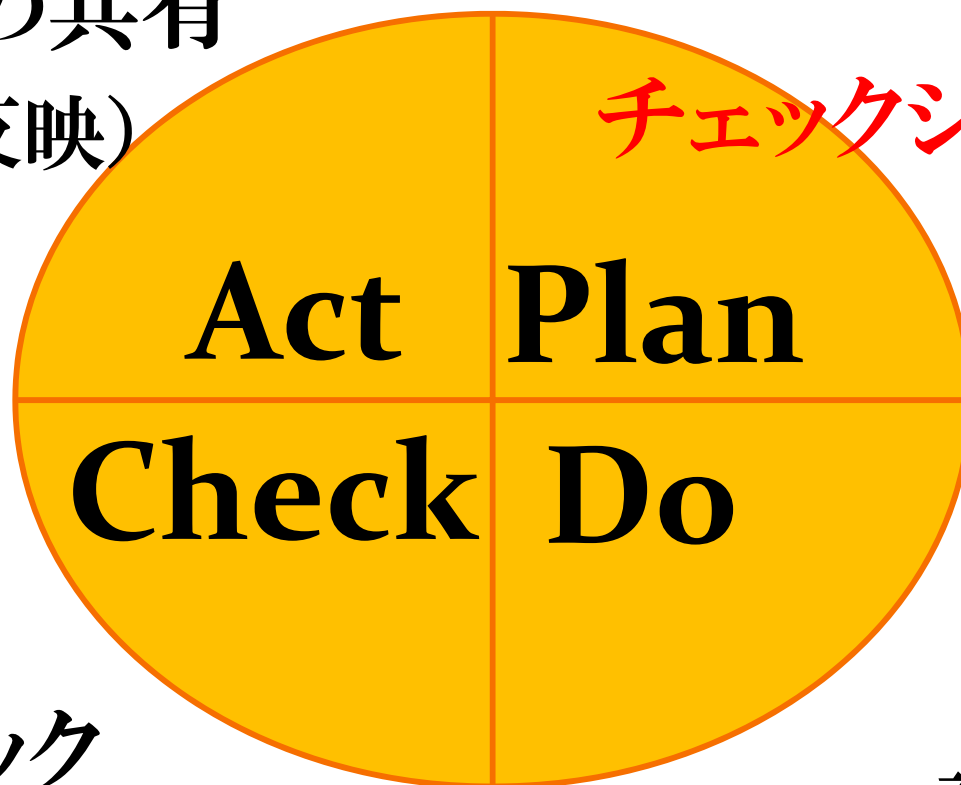 の共有
反映）
チェックシ
Act Plan
Check Do
ック